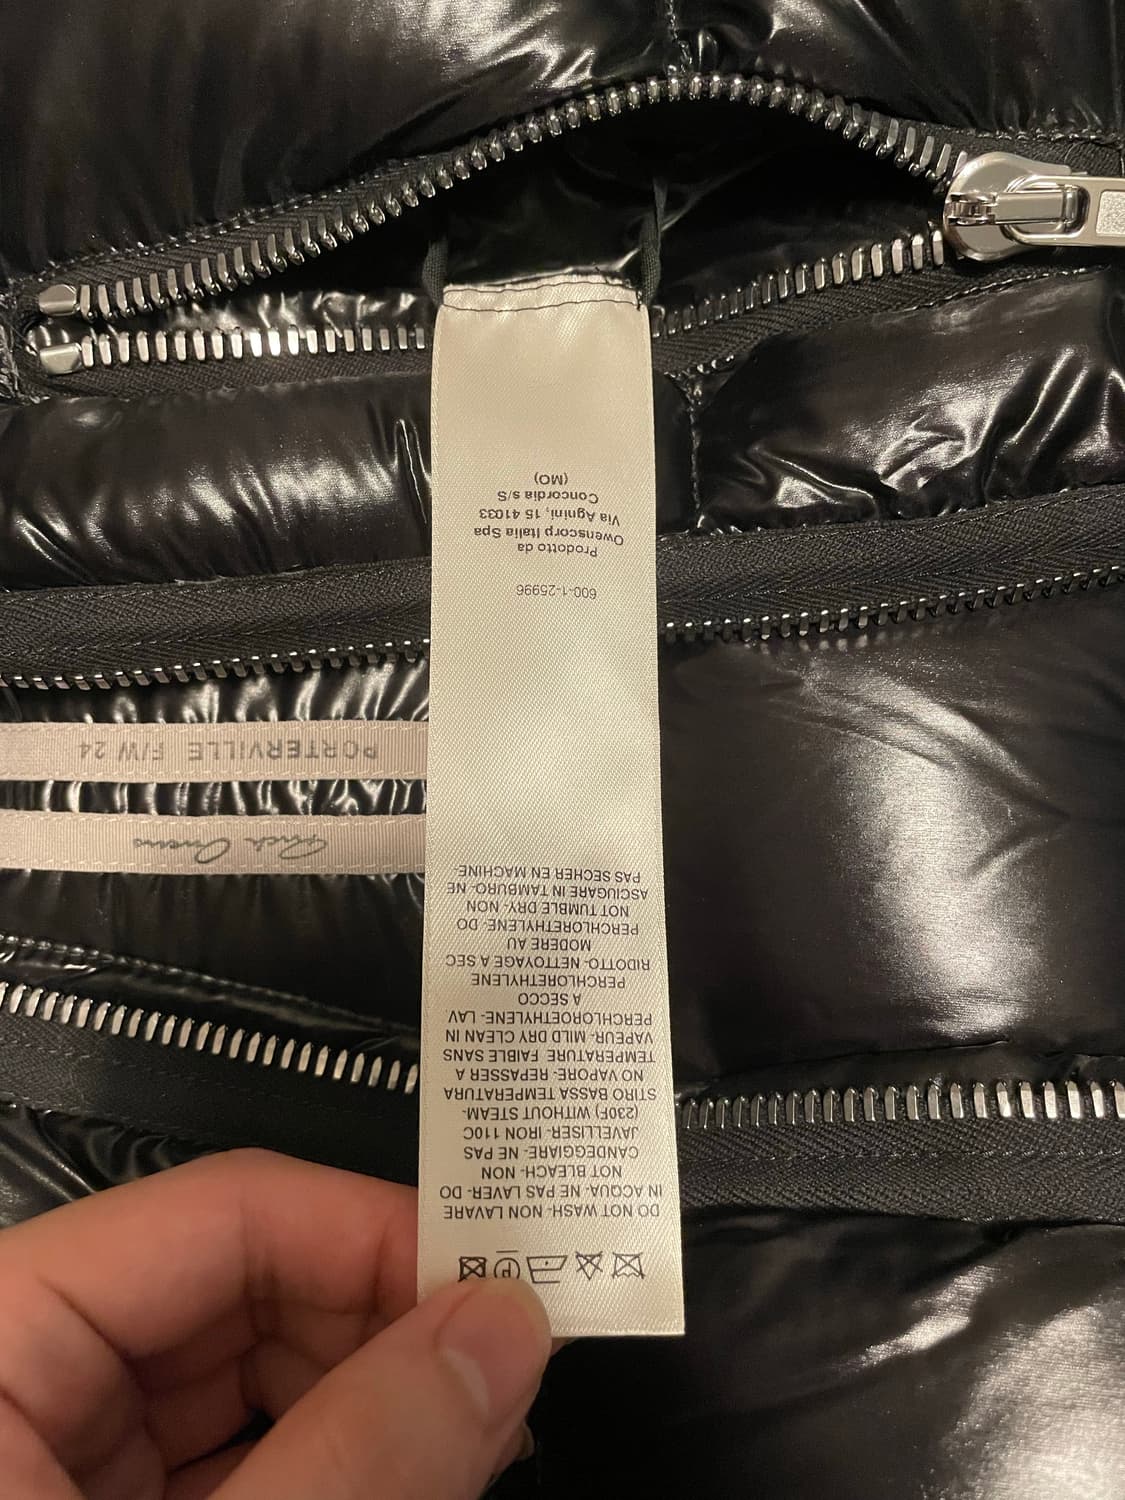 DO NOT WASH- NON LAVARE
IN ACQUA- NE PAS LAVER- DO
NOT BLEACH- NON
CANDEGGIARE- NE PAS
JAVELLISER- IRON 110C
(230F) WITHOUT STEAM-
STIRO BASSA TEMPERATURA
NO VAPORE- REPASSER A
TEMPERATURE FAIBLE SANS
VAPEUR- MILD DRY CLEAN IN
PERCHLOROETHYLENE- LAV.
A SECCO
PERCHLORETHYLENE
RIDOTTO- NETTOYAGE A SEC
MODERE AU
PERCHLORETHYLENE- DO
NOT TUMBLE DRY- NON
ASCIUGARE IN TAMBURO- NE
PAS SECHER EN MACHINE-
600-1-25996
Prodotto da
Owenscorp Italia Spa
Via Agnini, 15 41033
Concordia s/S
(MO)
Rick Owens
PORTERVILLE F/W 24
P